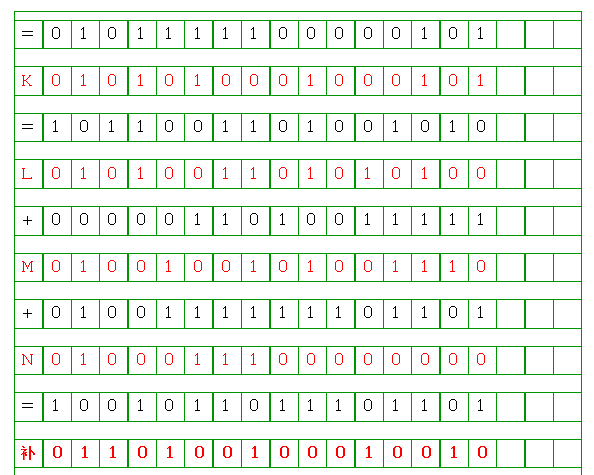 = 0 1 0 1 1 1 1 1 0 0 0 0 0 1 0 1
K 0 1 0 1 0 1 0 0 0 1 0 0 0 1 0 1
= 1 0 1 1 0 0 1 1 0 1 0 0 1 0 1 0
L 0 1 0 1 0 0 1 1 0 1 0 1 0 1 0 0
+ 0 0 0 0 0 1 1 0 1 0 0 1 1 1 1 1
M 0 1 0 0 1 0 0 1 0 1 0 0 1 1 1 0
+ 0 1 0 0 1 1 1 1 1 1 1 0 1 1 0 1
N 0 1 0 0 0 1 1 1 0 0 0 0 0 0 0 0
= 1 0 0 1 0 1 1 0 1 1 1 0 1 1 0 1
补 0 1 1 0 1 0 0 1 0 0 0 1 0 0 1 0